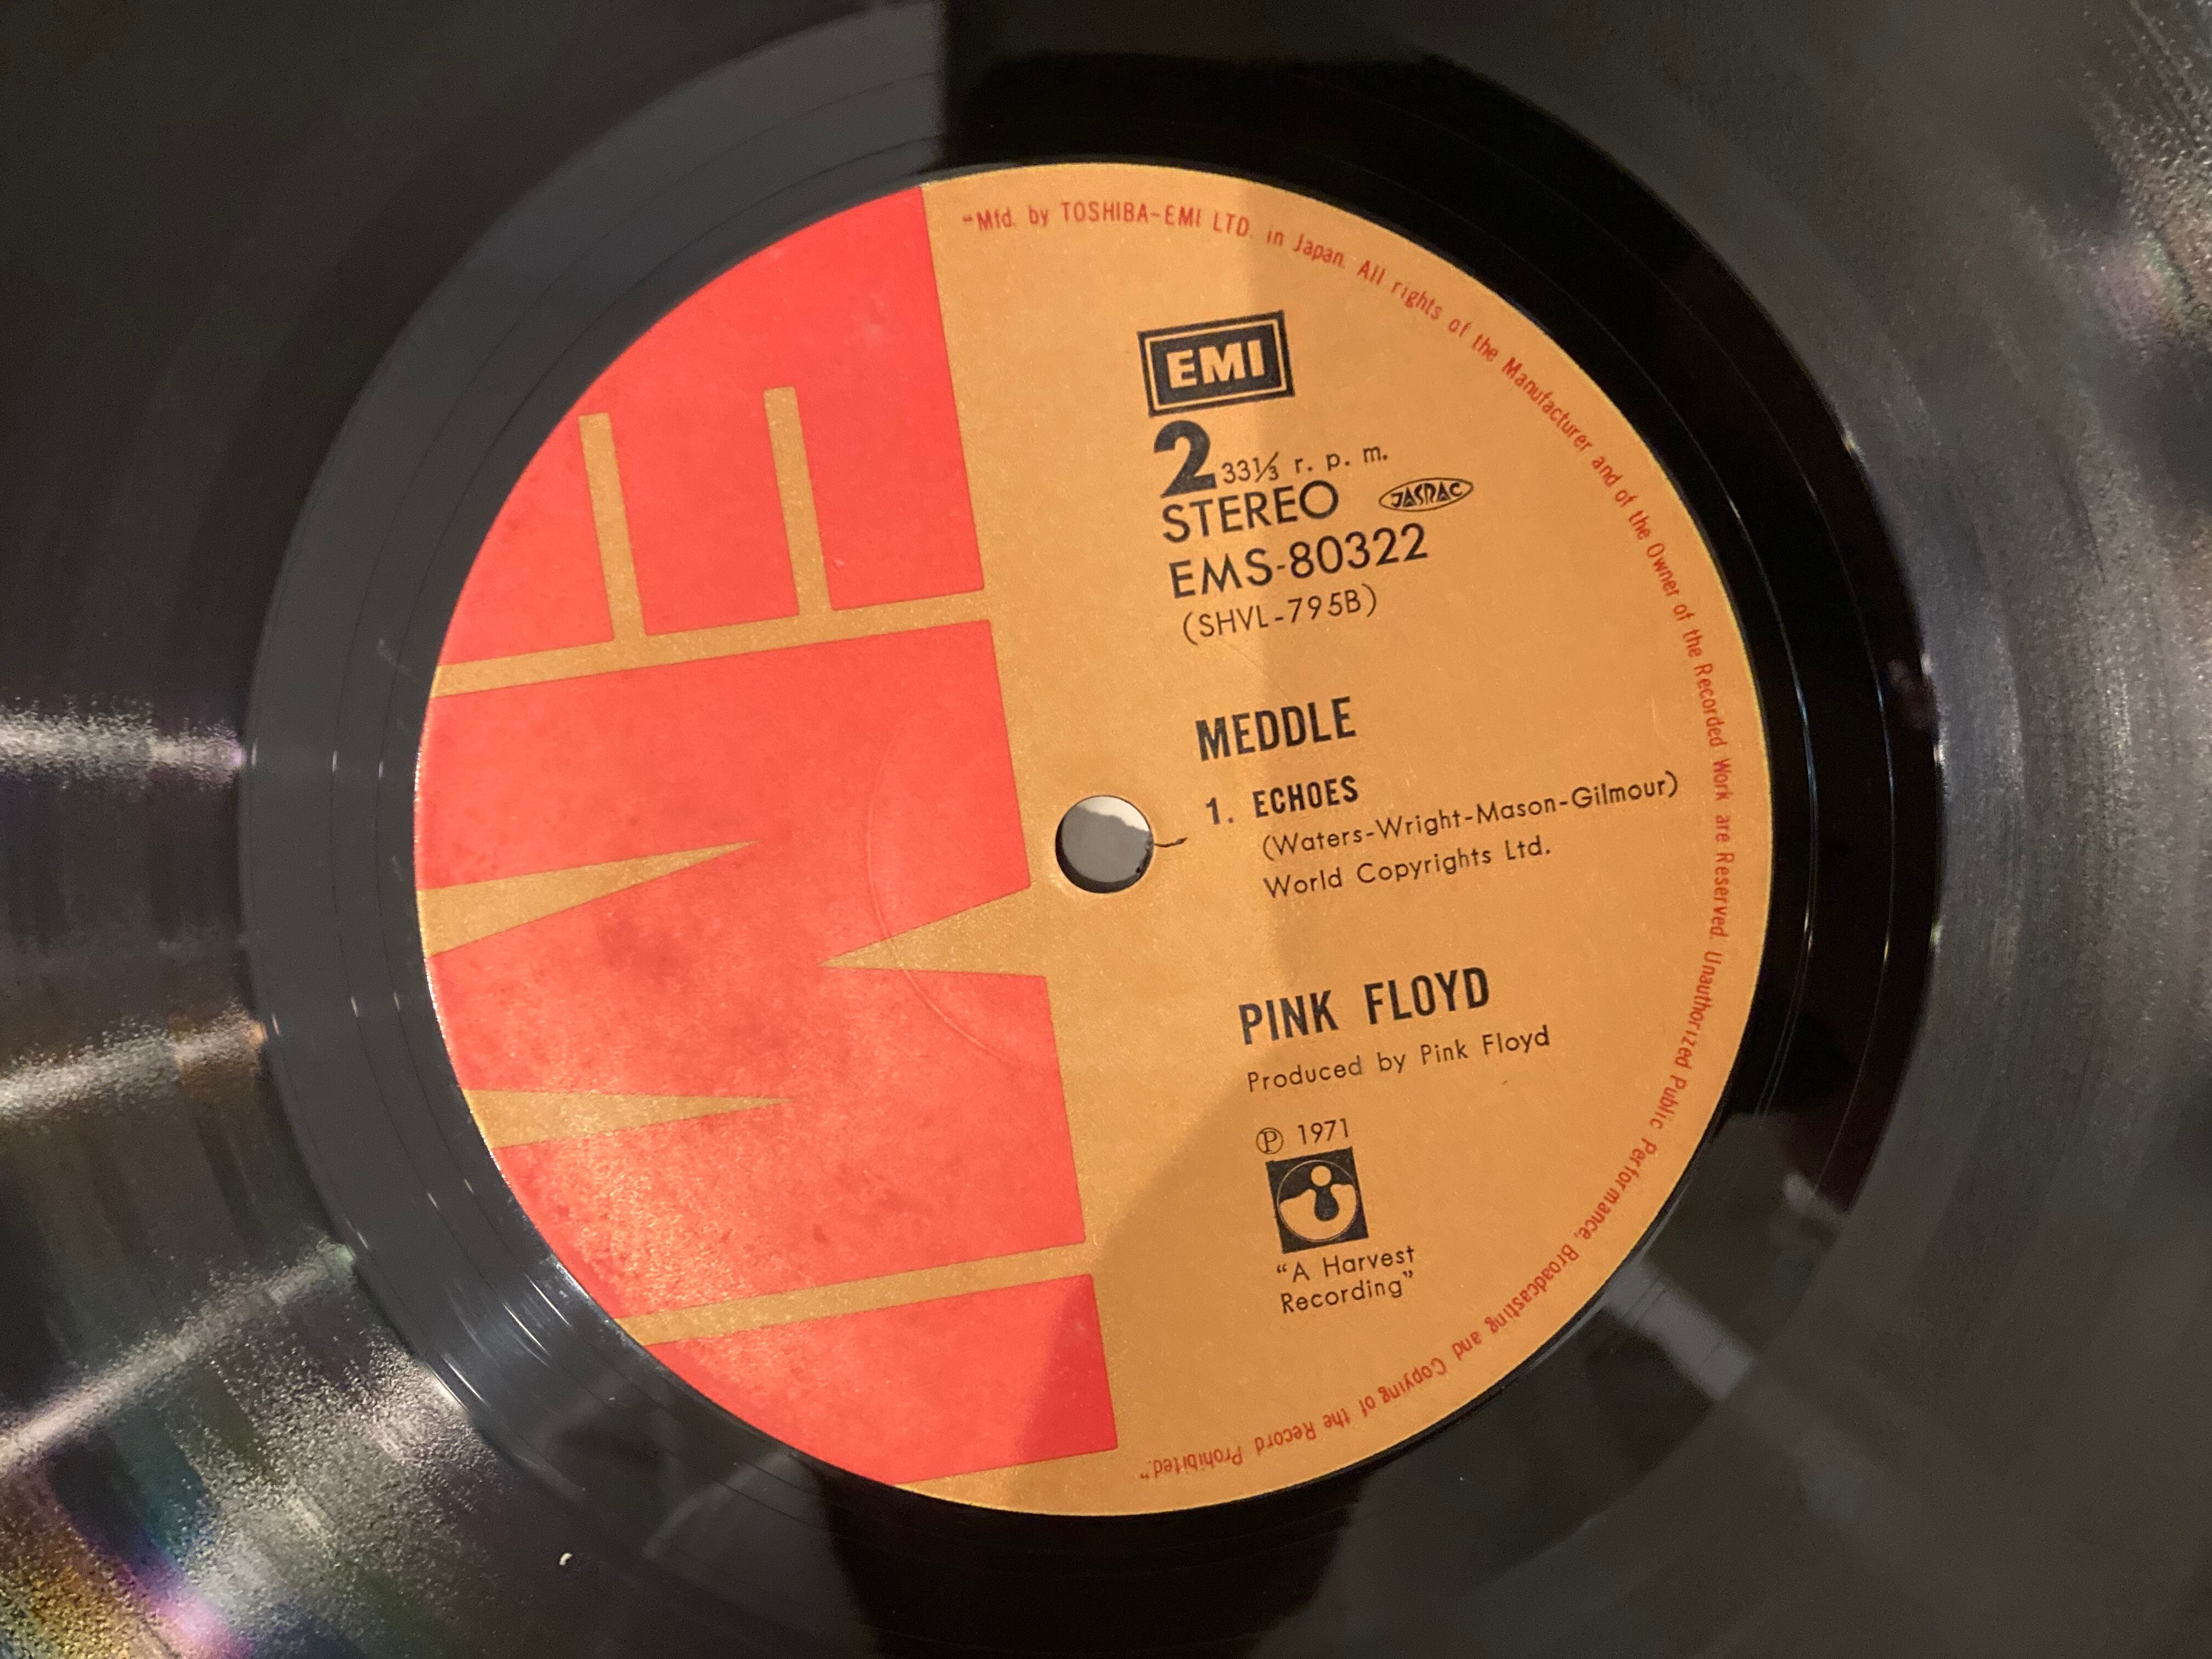 "Mfd. by TOSHIBA-EMI LTD. in Japan. All rights of the Manufacturer and of the Owner of the Recorded Work are Reserved. Unauthorized Public Performance, Broadcasting and Copying of the Record Prohibited."
EMI
2 33⅓ r. p. m.
STEREO JASRAC
EMS-80322
(SHVL-795B)
MEDDLE
1. ECHOES
(Waters-Wright-Mason-Gilmour)
World Copyrights Ltd.
PINK FLOYD
Produced by Pink Floyd
℗ 1971
"A Harvest
Recording"
EMI